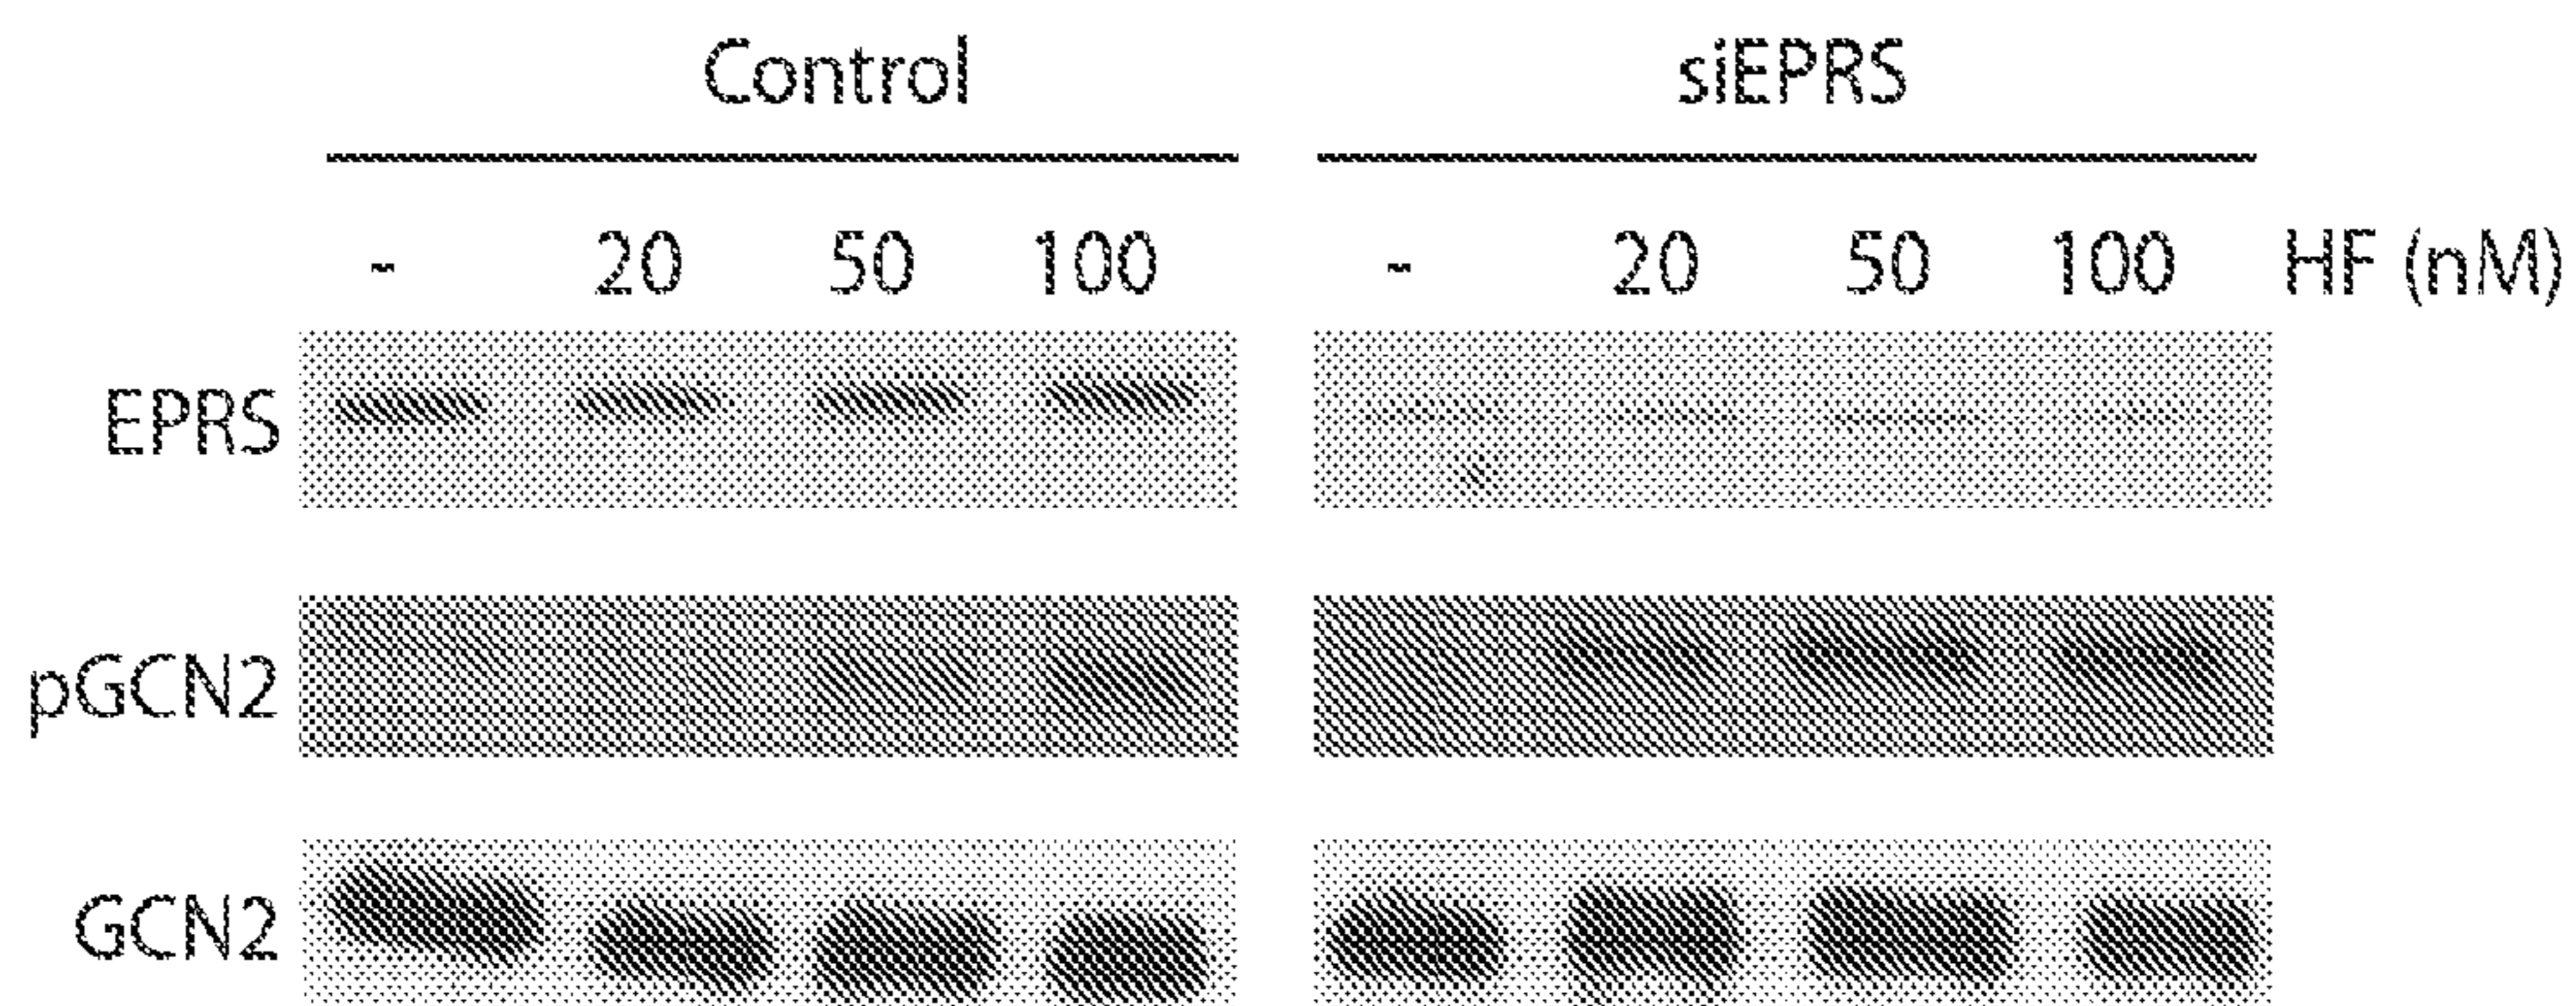 Control siEPRS
- 20 50 100 - 20 50 100 HF (nM)
EPRS
pGCN2
GCN2